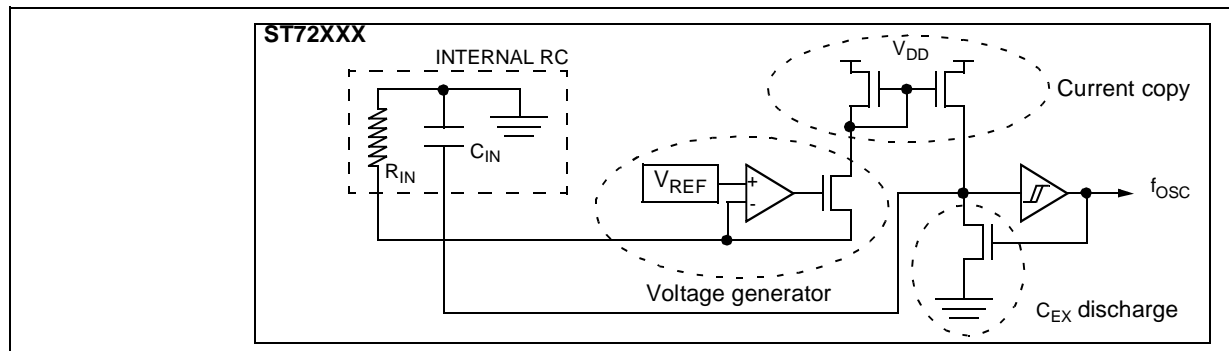 ST72XXX
INTERNAL RC
VDD
Current copy
CIN
RIN
VREF
+
-
fOSC
Voltage generator
CEX discharge